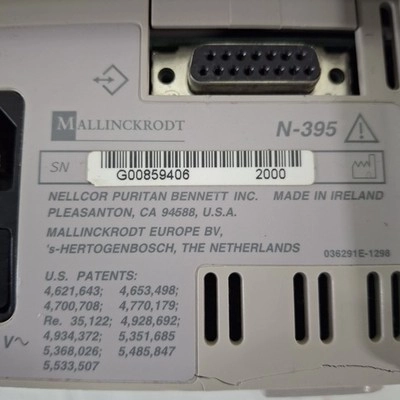 MALLINCKRODT
N-395
SN
G00859406 2000
NELLCOR PURITAN BENNETT INC. MADE IN IRELAND
PLEASANTON, CA 94588, U.S.A.
MALLINCKRODT EUROPE BV,
's-HERTOGENBOSCH, THE NETHERLANDS
036291E-1298
U.S. PATENTS:
4,621,643; 4,653,498;
4,700,708; 4,770,179;
Re. 35,122; 4,928,692;
4,934,372; 5,351,685
5,368,026; 5,485,847
5,533,507
V~